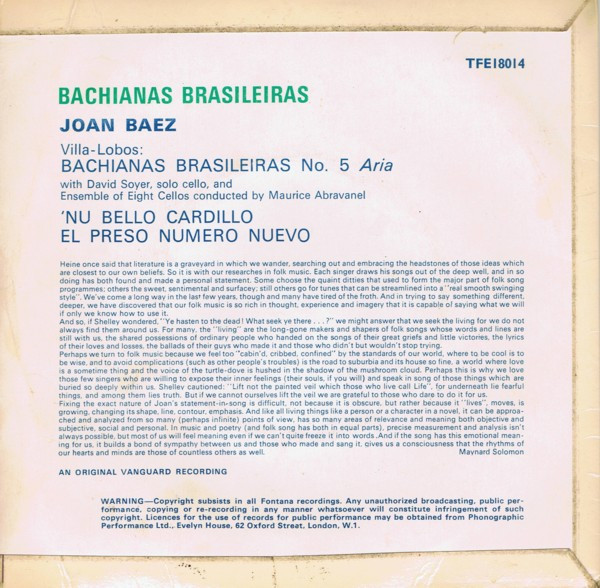 TFE18014
BACHIANAS BRASILEIRAS
JOAN BAEZ
Villa-Lobos:
BACHIANAS BRASILEIRAS No. 5 Aria
with David Soyer, solo cello, and
Ensemble of Eight Cellos conducted by Maurice Abravanel
'NU BELLO CARDILLO
EL PRESO NUMERO NUEVO
Heine once said that literature is a graveyard in which we wander, searching out and embracing the headstones of those ideas which
are closest to our own beliefs. So it is with our researches in folk music. Each singer draws his songs out of the deep well, and in so
doing has both found and made a personal statement. Some choose the quaint ditties that used to form the major part of folk song
programmes; others the sweet, sentimental and surfacey; still others go for tunes that can be streamlined into a "real smooth swinging
style". We've come a long way in the last few years, though and many have tired of the froth. And in trying to say something different,
deeper, we have discovered that our folk music is so rich in thought, experience and imagery that it is capable of saying what we will
if only we know how to use it.
And so, if Shelley wondered, "Ye hasten to the dead! What seek ye there . . .?" we might answer that we seek the living for we do not
always find them around us. For many, the "living" are the long-gone makers and shapers of folk songs whose words and lines are
still with us, the shared possessions of ordinary people who handed on the songs of their great griefs and little victories, the lyrics
of their loves and losses, the ballads of their guys who made it and those who didn't but wouldn't stop trying.
Perhaps we turn to folk music because we feel too "cabin'd, cribbed, confined" by the standards of our world, where to be cool is to
be wise, and to avoid complications (such as other people's troubles) is the road to suburbia and its house so fine, a world where love
is a sometime thing and the voice of the turtle-dove is hushed in the shadow of the mushroom cloud. Perhaps this is why we love
those few singers who are willing to expose their inner feelings (their souls, if you will) and speak in song of those things which are
buried so deeply within us. Shelley cautioned: "Lift not the painted veil which those who live call Life", for underneath lie fearful
things, and among them lies truth. But if we cannot ourselves lift the veil we are grateful to those who dare to do it for us.
Fixing the exact nature of Joan's statement-in-song is difficult, not because it is obscure, but rather because it "lives", moves, is
growing, changing its shape, line, contour, emphasis. And like all living things like a person or a character in a novel, it can be approa-
ched and analyzed from so many (perhaps infinite) points of view, has so many areas of relevance and meaning both objective and
subjective, social and personal. In music and poetry (and folk song has both in equal parts), precise measurement and analysis isn't
always possible, but most of us will feel meaning even if we can't quite freeze it into words. And if the song has this emotional mean-
ing for us, it builds a bond of sympathy between us and those who made and sang it, gives us a consciousness that the rhythms of
our hearts and minds are those of countless others as well. Maynard Solomon
AN ORIGINAL VANGUARD RECORDING
WARNING—Copyright subsists in all Fontana recordings. Any unauthorized broadcasting, public per-
formance, copying or re-recording in any manner whatsoever will constitute infringement of such
copyright. Licences for the use of records for public performance may be obtained from Phonographic
Performance Ltd., Evelyn House, 62 Oxford Street, London, W.1.